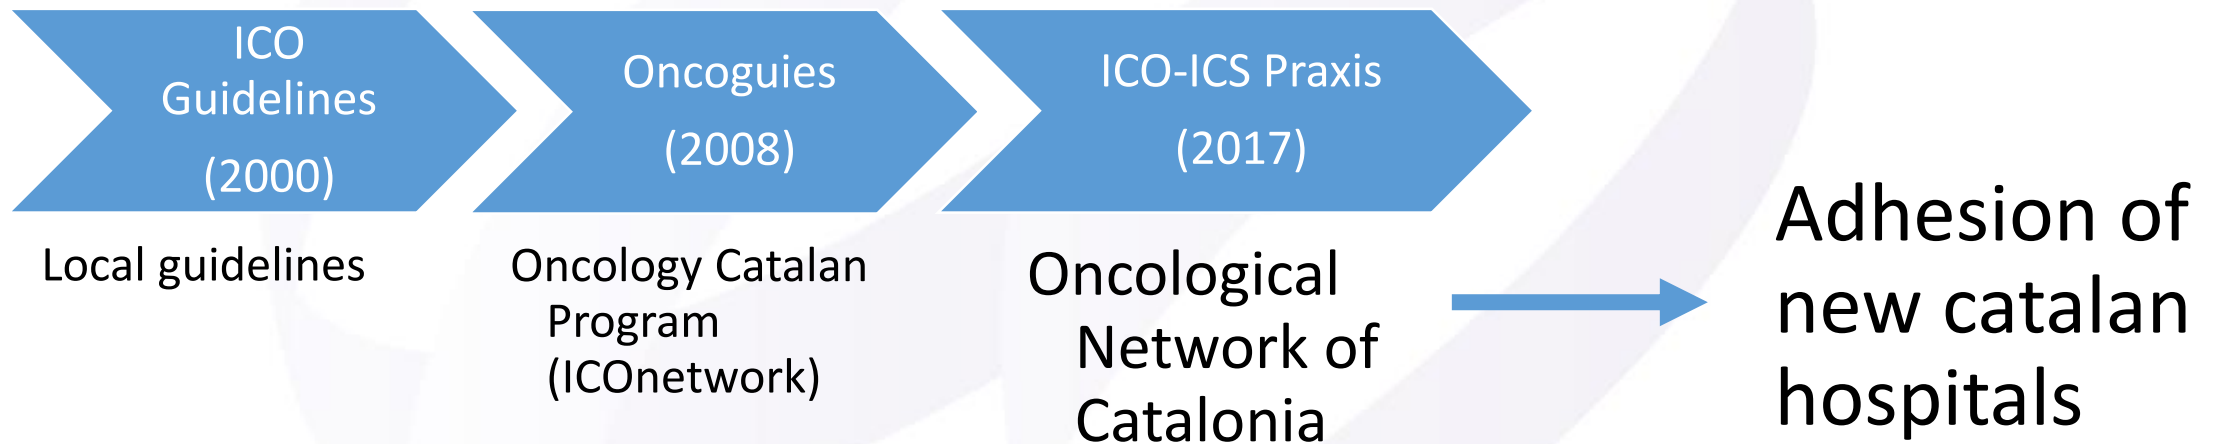 ICO
Guidelines
(2000)
Oncoguies
(2008)
ICO-ICS Praxis
(2017)
Local guidelines
Oncology Catalan
Program
(ICOnetwork)
Oncological
Network of
Catalonia
Adhesion of
new catalan
hospitals